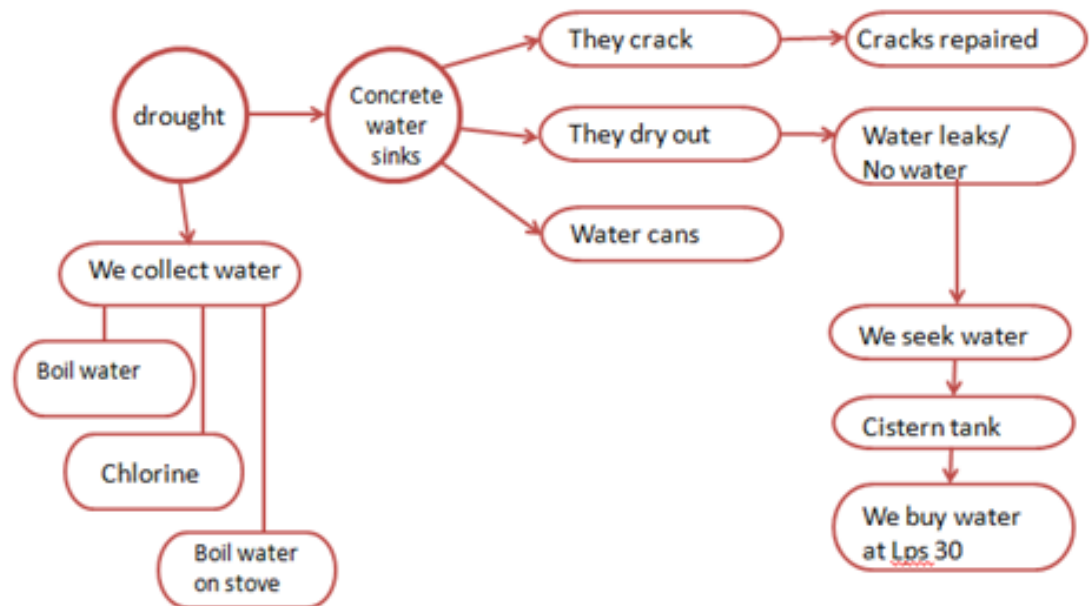 drought
Concrete
water
sinks
They crack
Cracks repaired
They dry out
Water leaks/
No water
Water cans
We collect water
Boil water
Chlorine
Boil water
on stove
We seek water
Cistern tank
We buy water
at Lps 30